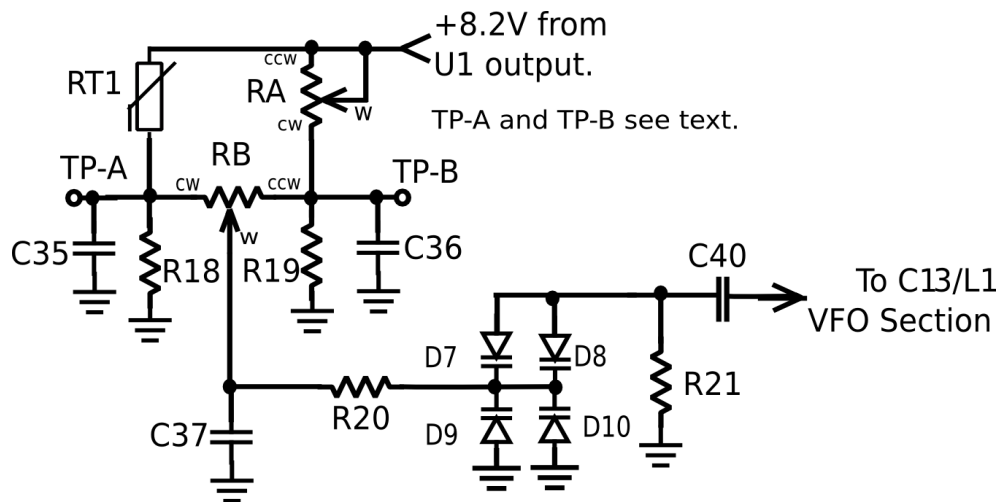 +8.2V from
U1 output.
ccw
RT1
RA
w
cw
TP-A and TP-B see text.
TP-A
RB
TP-B
cw
ccw
w
C35
R18
R19
C36
C40
To C13/L1
VFO Section
D7
D8
R21
R20
C37
D9
D10